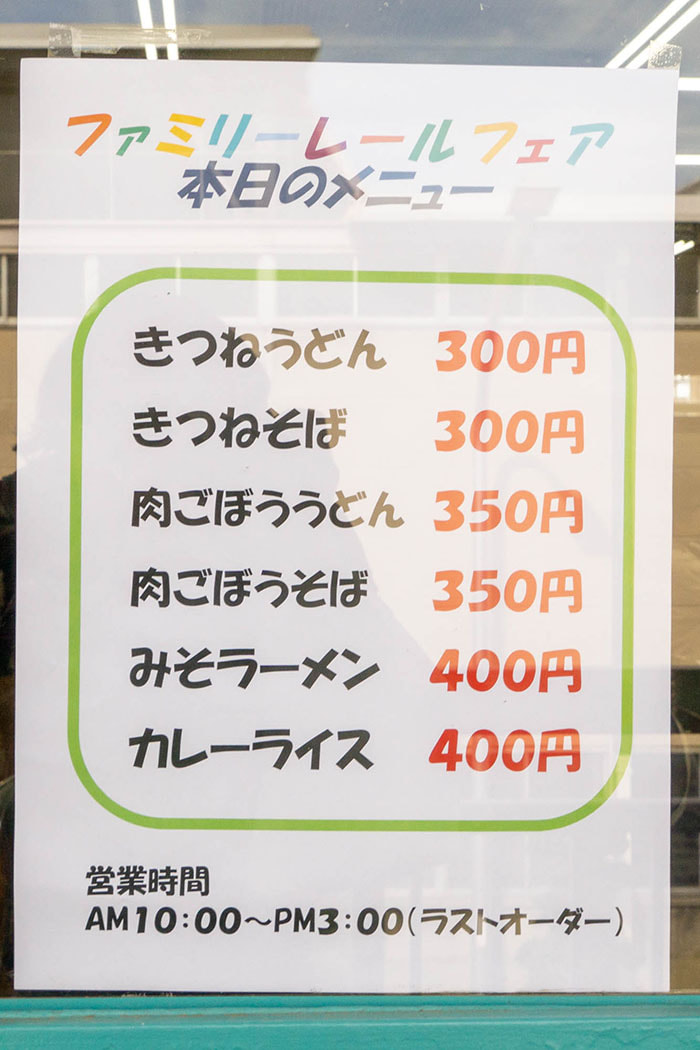 ファミリーレールフェア
本日のメニュー
きつねうどん 300円
きつねそば 300円
肉ごぼううどん 350円
肉ごぼうそば 350円
みそラーメン 400円
カレーライス 400円
営業時間
AM10:00～PM3:00(ラストオーダー)